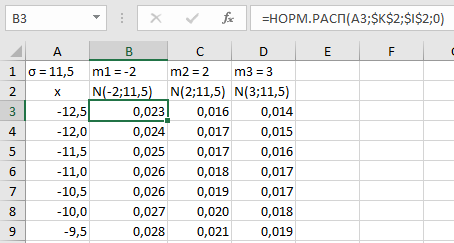 B3 =НОРМ.РАСП(A3;$K$2;$I$2;0)
A B C D E F G
1 σ = 11,5 m1 = -2 m2 = 2 m3 = 3
2 x N(-2;11,5) N(2;11,5) N(3;11,5)
3 -12,5 0,023 0,016 0,014
4 -12,0 0,024 0,017 0,015
5 -11,5 0,025 0,017 0,016
6 -11,0 0,026 0,018 0,017
7 -10,5 0,026 0,019 0,017
8 -10,0 0,027 0,020 0,018
9 -9,5 0,028 0,021 0,019